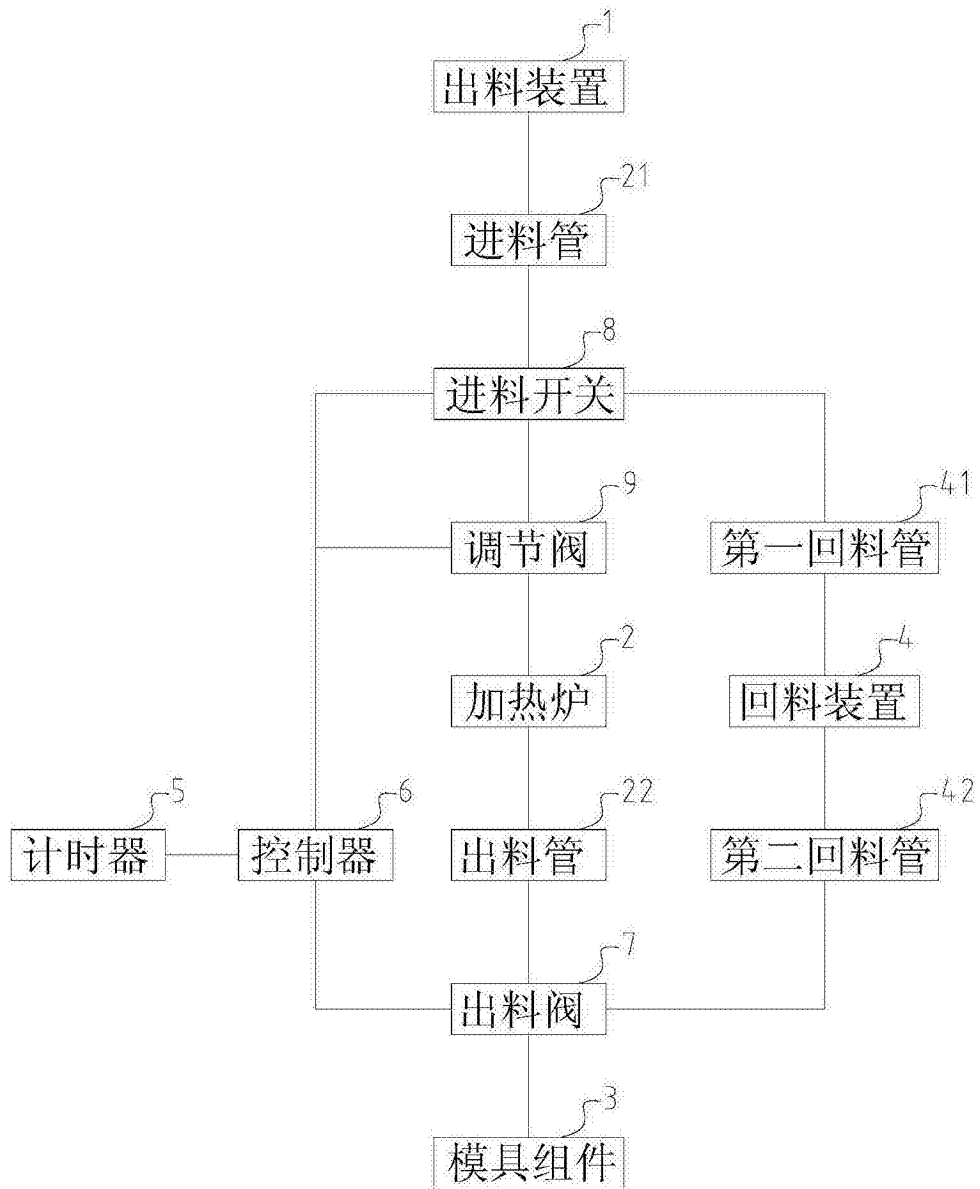 1
出料装置
21
进料管
8
进料开关
9
调节阀
41
第一回料管
2
加热炉
4
回料装置
5
计时器
6
控制器
22
出料管
42
第二回料管
7
出料阀
3
模具组件